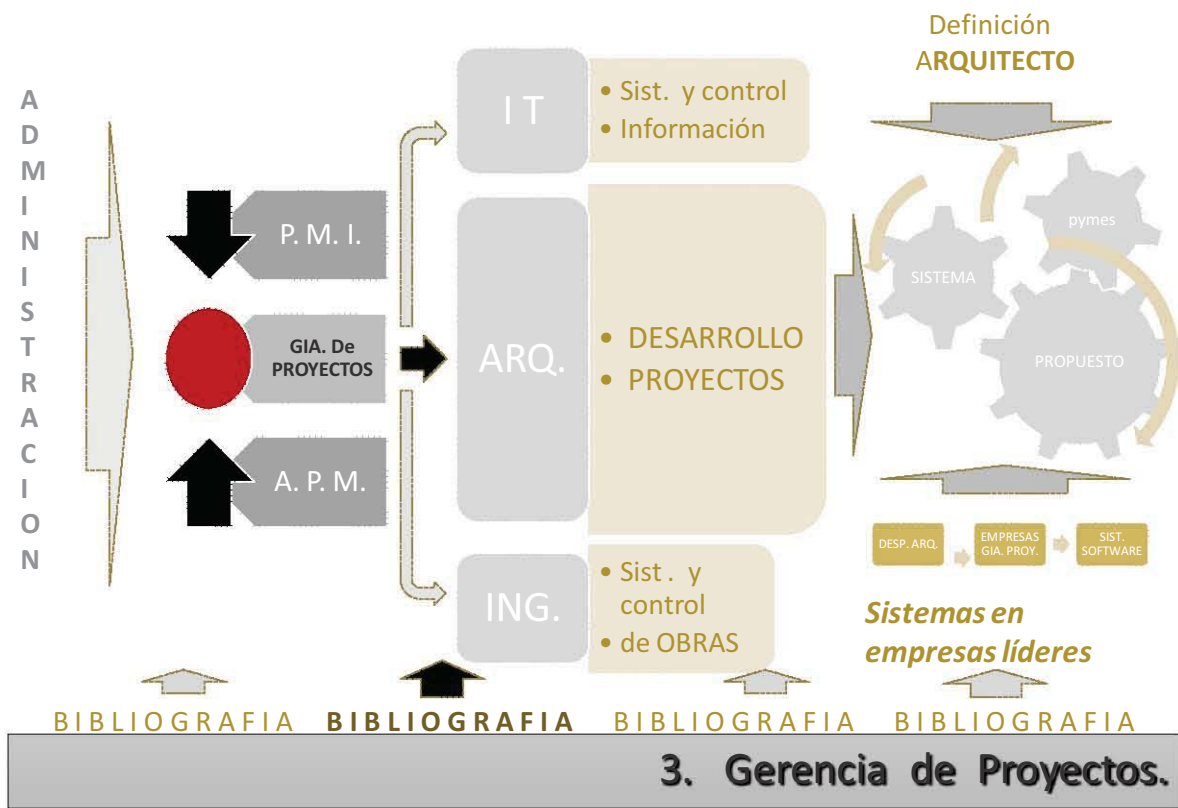 ADMINISTRACION
P. M. I.
GIA. De
PROYECTOS
A. P. M.
I T
• Sist. y control
• Información
ARQ.
• DESARROLLO
• PROYECTOS
ING.
• Sist . y
control
• de OBRAS
Definición
ARQUITECTO
pymes
SISTEMA
PROPUESTO
DESP. ARQ.
EMPRESAS
GIA. PROY.
SIST.
SOFTWARE
Sistemas en
empresas líderes
BIBLIOGRAFIA BIBLIOGRAFIA BIBLIOGRAFIA BIBLIOGRAFIA
3. Gerencia de Proyectos.